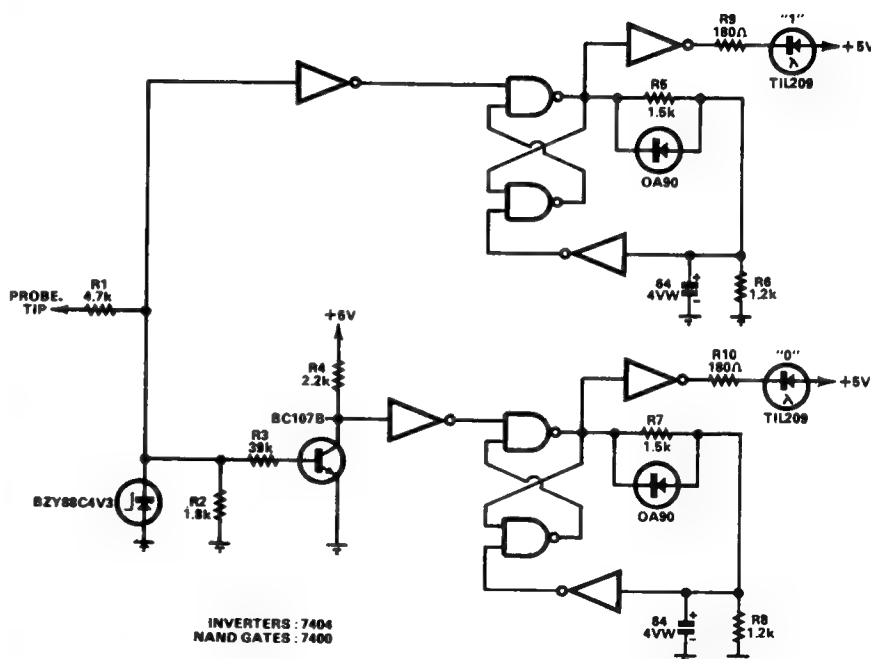 R9
180Ω
"1"
+5V
λ
TIL209
R5
1.5k
OA90
R1
4.7k
PROBE.
TIP
64
4VW
+
-
R6
1.2k
+5V
R4
2.2k
BC107B
R3
39k
BZY88C4V3
R2
1.8k
R10
180Ω
"0"
+5V
λ
TIL209
R7
1.5k
OA90
64
4VW
+
-
R8
1.2k
INVERTERS : 7404
NAND GATES : 7400